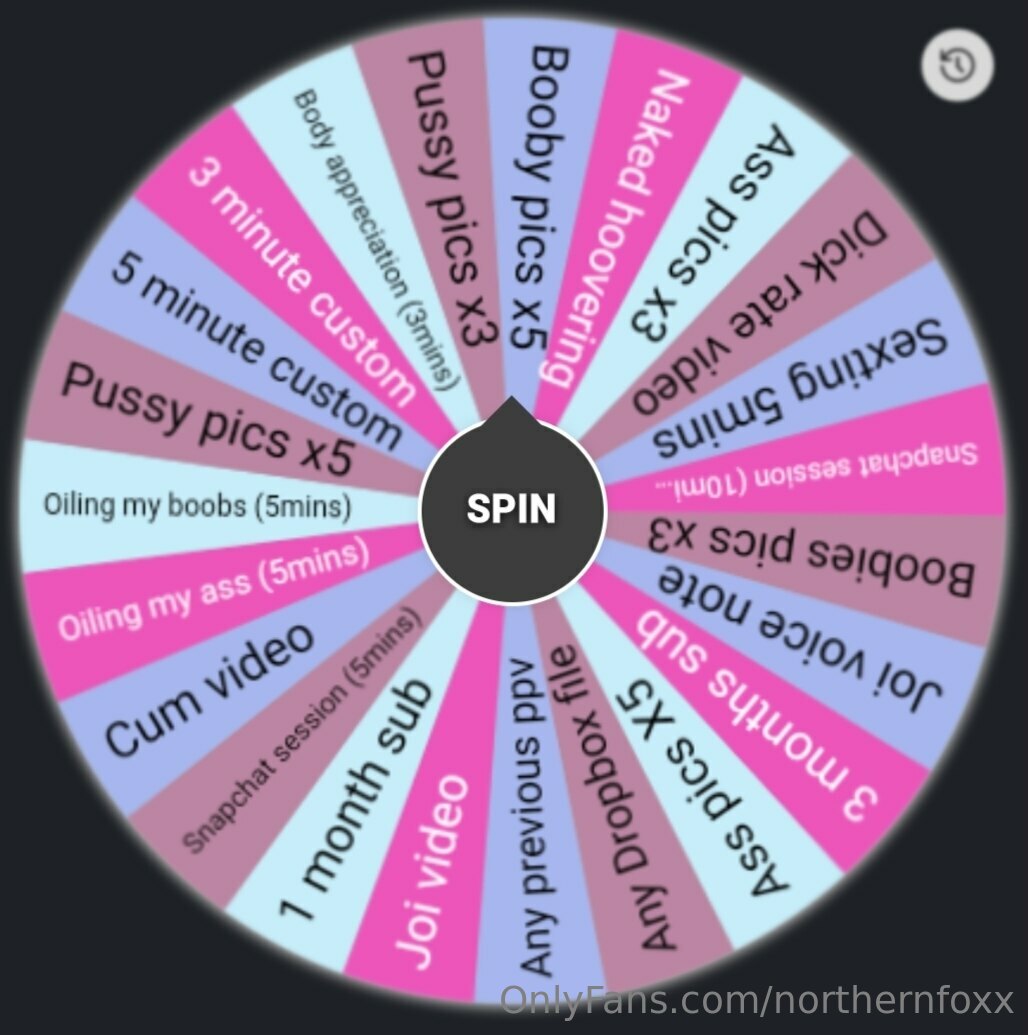 Booby pics x5
Naked hoovering
Ass pics x3
Dick rate video
Sexting 5mins
Snapchat session (10mi...
Boobies pics x3
Joi voice note
3 months sub
Ass pics X5
Any Dropbox file
Any previous ppv
Joi video
1 month sub
Snapchat session (5mins)
Cum video
Oiling my ass (5mins)
Oiling my boobs (5mins)
Pussy pics x5
5 minute custom
3 minute custom
Body appreciation (3mins)
Pussy pics x3
SPIN
OnlyFans.com/northernfoxx